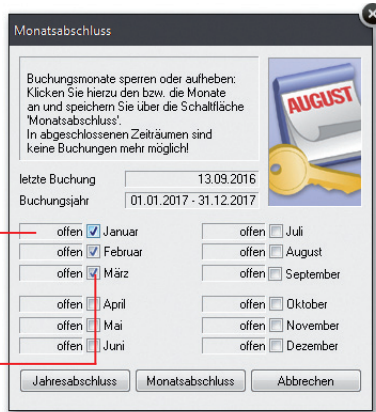 Monatsabschluss
Buchungsmonate sperren oder aufheben:
Klicken Sie hierzu den bzw. die Monate
an und speichern Sie über die Schaltfläche
'Monatsabschluss'.
In abgeschlossenen Zeiträumen sind
keine Buchungen mehr möglich!
AUGUST
letzte Buchung 13.09.2016
Buchungsjahr 01.01.2017 - 31.12.2017
offen Januar offen Juli
offen Februar offen August
offen März offen September
offen April offen Oktober
offen Mai offen November
offen Juni offen Dezember
Jahresabschluss Monatsabschluss Abbrechen